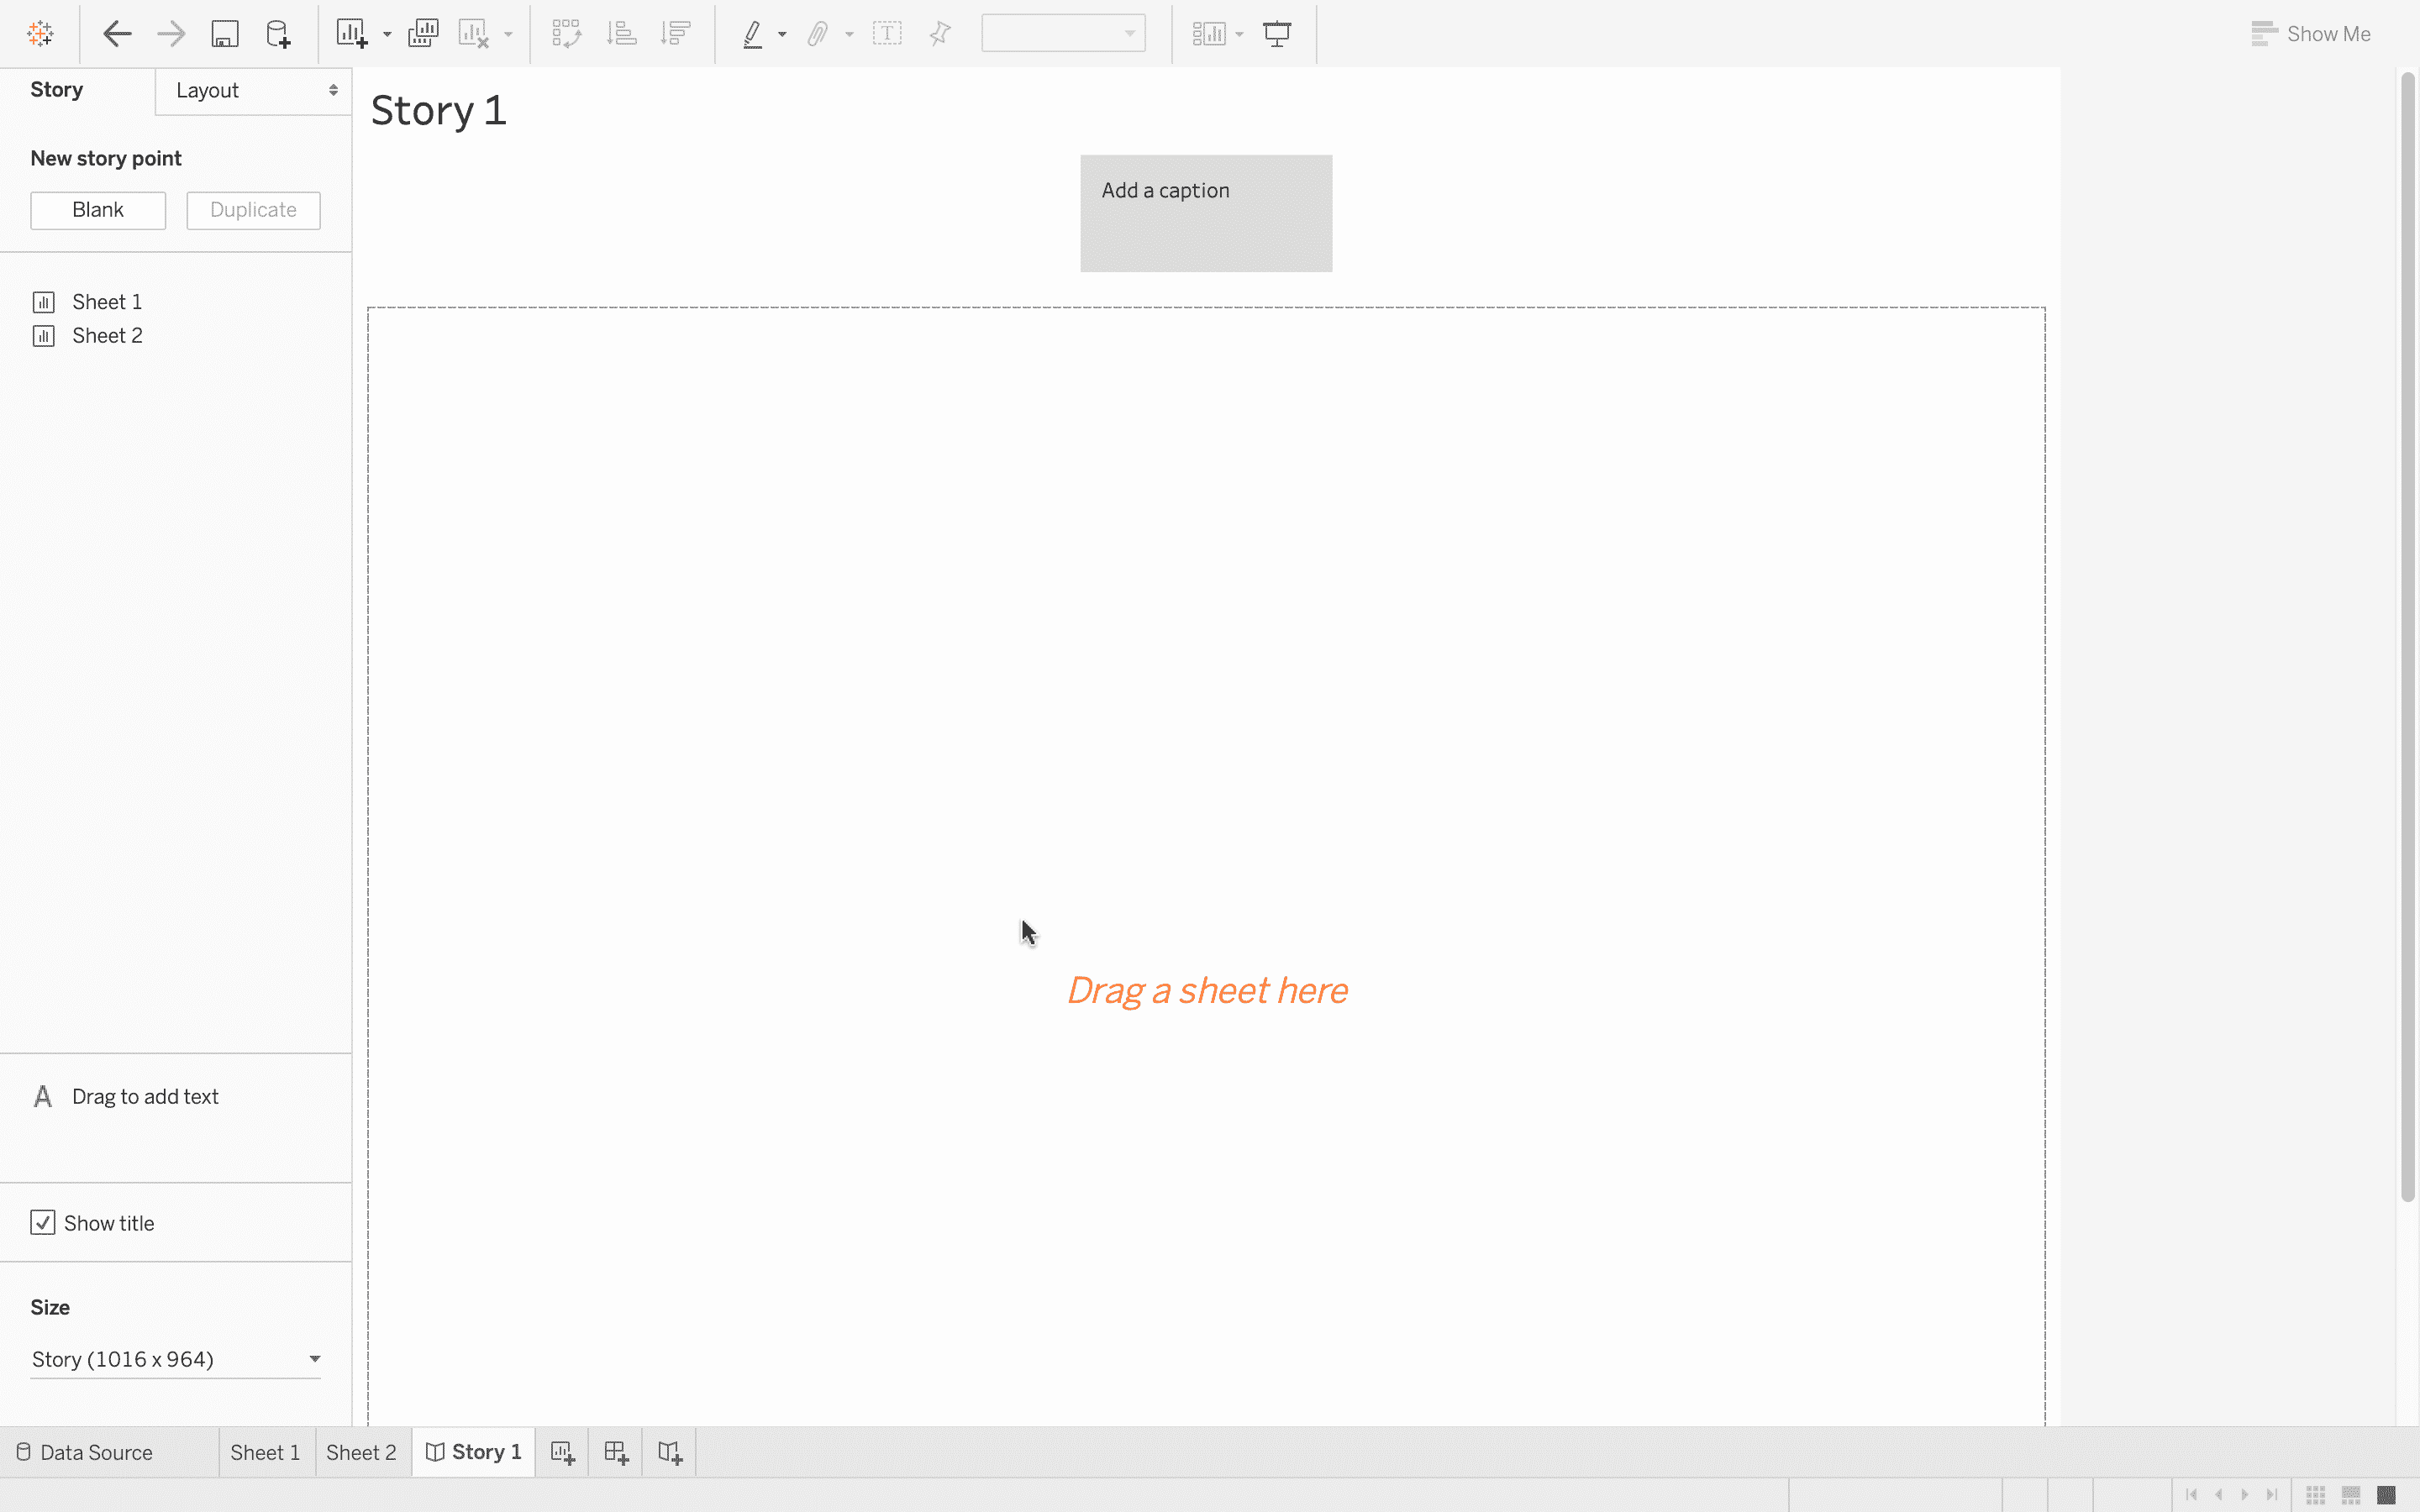 Show Me
Story
Layout
Story 1
New story point
Add a caption
Blank
Duplicate
Sheet 1
Sheet 2
Drag a sheet here
A Drag to add text
Show title
Size
Story (1016 x 964)
Data Source
Sheet 1
Sheet 2
Story 1